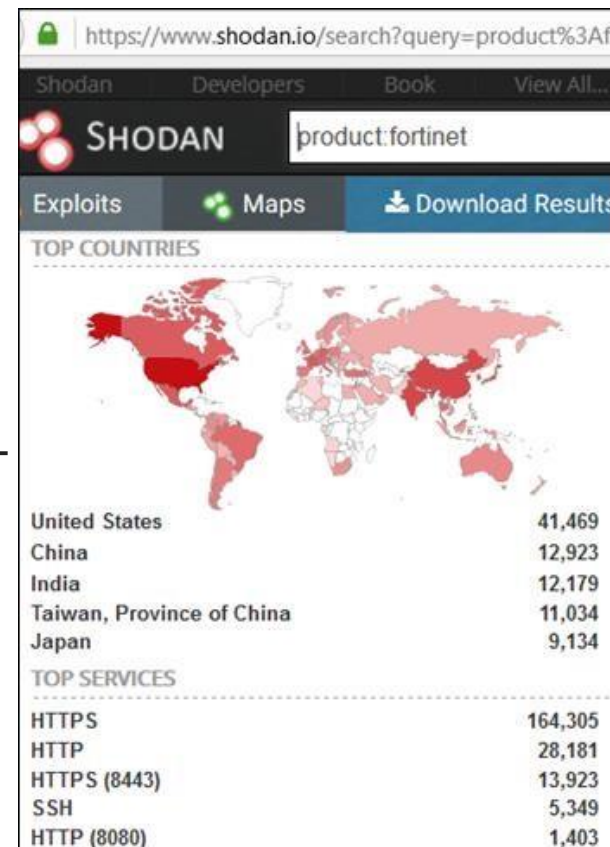 https://www.shodan.io/search?query=product%3Af
Shodan Developers Book View All...
SHODAN product:fortinet
Exploits Maps Download Results
TOP COUNTRIES
United States 41,469
China 12,923
India 12,179
Taiwan, Province of China 11,034
Japan 9,134
TOP SERVICES
HTTPS 164,305
HTTP 28,181
HTTPS (8443) 13,923
SSH 5,349
HTTP (8080) 1,403